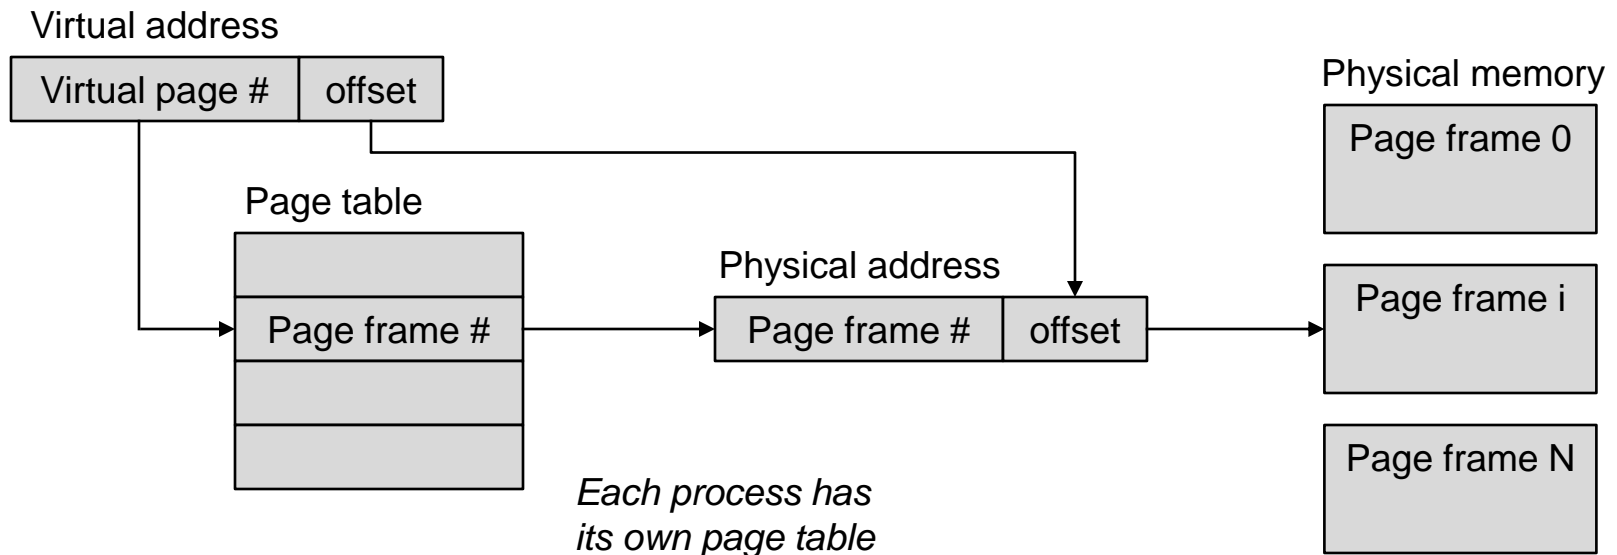 Virtual address
Virtual page #
offset
Physical memory
Page frame 0
Page table
Physical address
Page frame #
Page frame #
offset
Page frame i
Page frame N
Each process has
its own page table